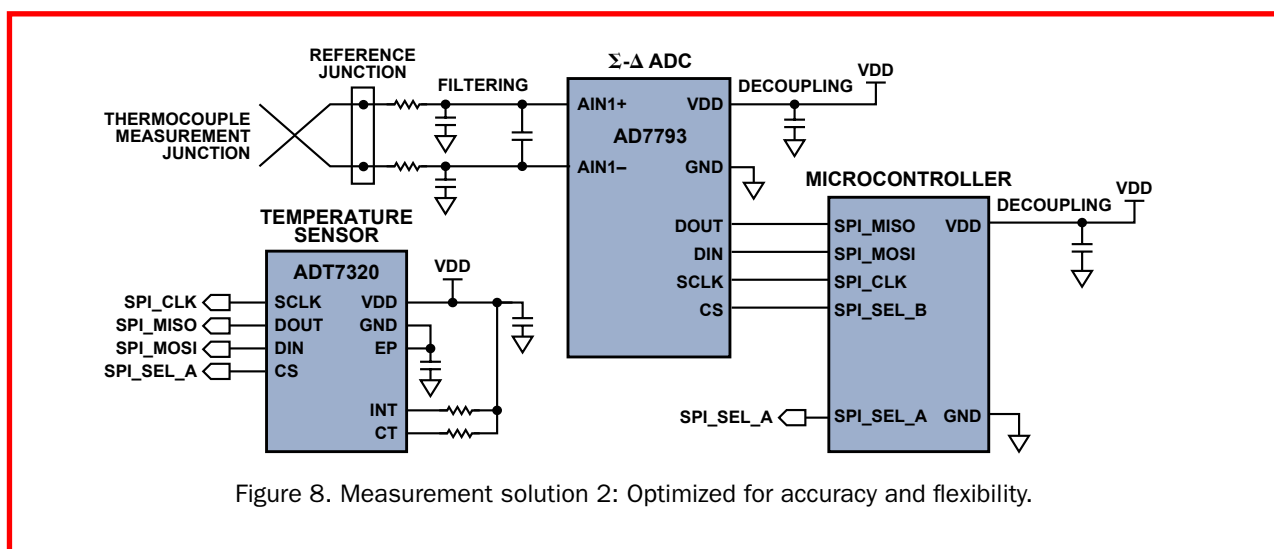 REFERENCE
JUNCTION
THERMOCOUPLE
MEASUREMENT
JUNCTION
FILTERING
Σ-Δ ADC
AIN1+
AIN1–
AD7793
VDD
GND
DOUT
DIN
SCLK
CS
DECOUPLING
VDD
TEMPERATURE
SENSOR
ADT7320
SPI_CLK
SPI_MISO
SPI_MOSI
SPI_SEL_A
SCLK
DOUT
DIN
CS
VDD
GND
EP
INT
CT
VDD
MICROCONTROLLER
SPI_MISO
SPI_MOSI
SPI_CLK
SPI_SEL_B
SPI_SEL_A
SPI_SEL_A
VDD
GND
DECOUPLING
VDD
Figure 8. Measurement solution 2: Optimized for accuracy and flexibility.